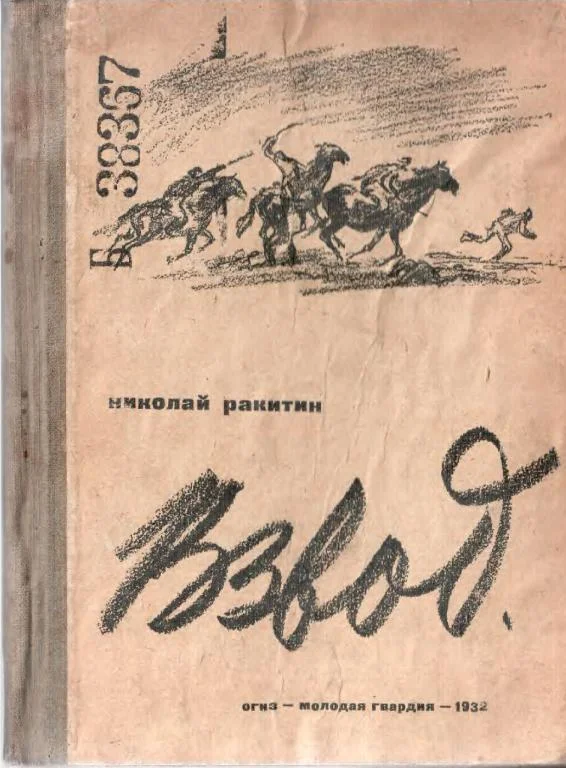 Б 38367
николай ракитин
Взвод.
огиз – молодая гвардия – 1932